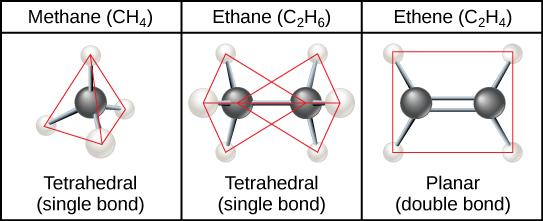 Methane (CH₄)
Ethane (C₂H₆)
Ethene (C₂H₄)
Tetrahedral
(single bond)
Tetrahedral
(single bond)
Planar
(double bond)